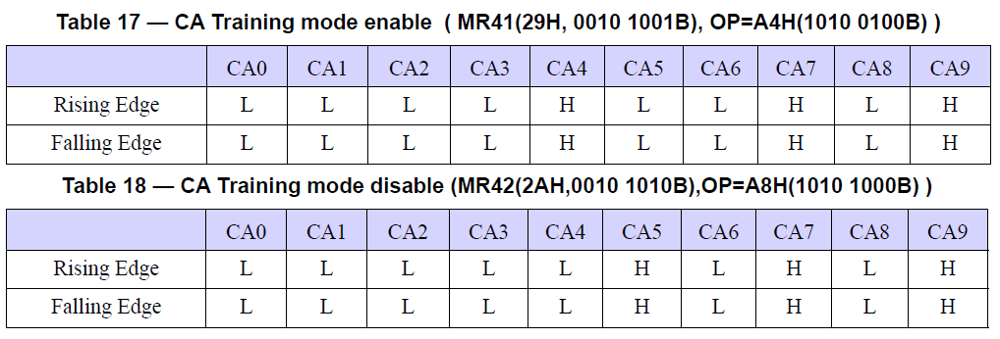 Table 17 — CA Training mode enable ( MR41(29H, 0010 1001B), OP=A4H(1010 0100B) )
CA0 CA1 CA2 CA3 CA4 CA5 CA6 CA7 CA8 CA9
Rising Edge L L L L H L L H L H
Falling Edge L L L L H L L H L H
Table 18 — CA Training mode disable (MR42(2AH,0010 1010B),OP=A8H(1010 1000B) )
CA0 CA1 CA2 CA3 CA4 CA5 CA6 CA7 CA8 CA9
Rising Edge L L L L L H L H L H
Falling Edge L L L L L H L H L H